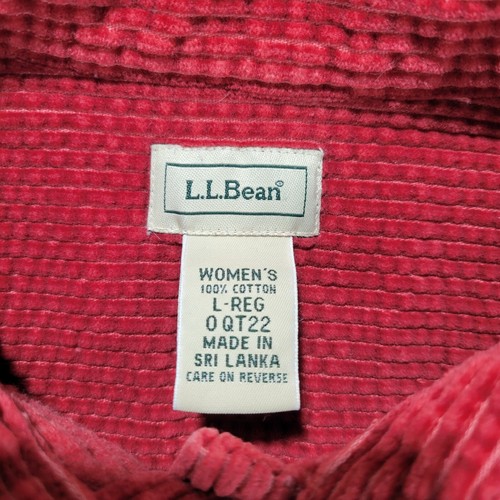 L.L.Bean®
WOMEN'S
100% COTTON
L-REG
0 QT22
MADE IN
SRI LANKA
CARE ON REVERSE